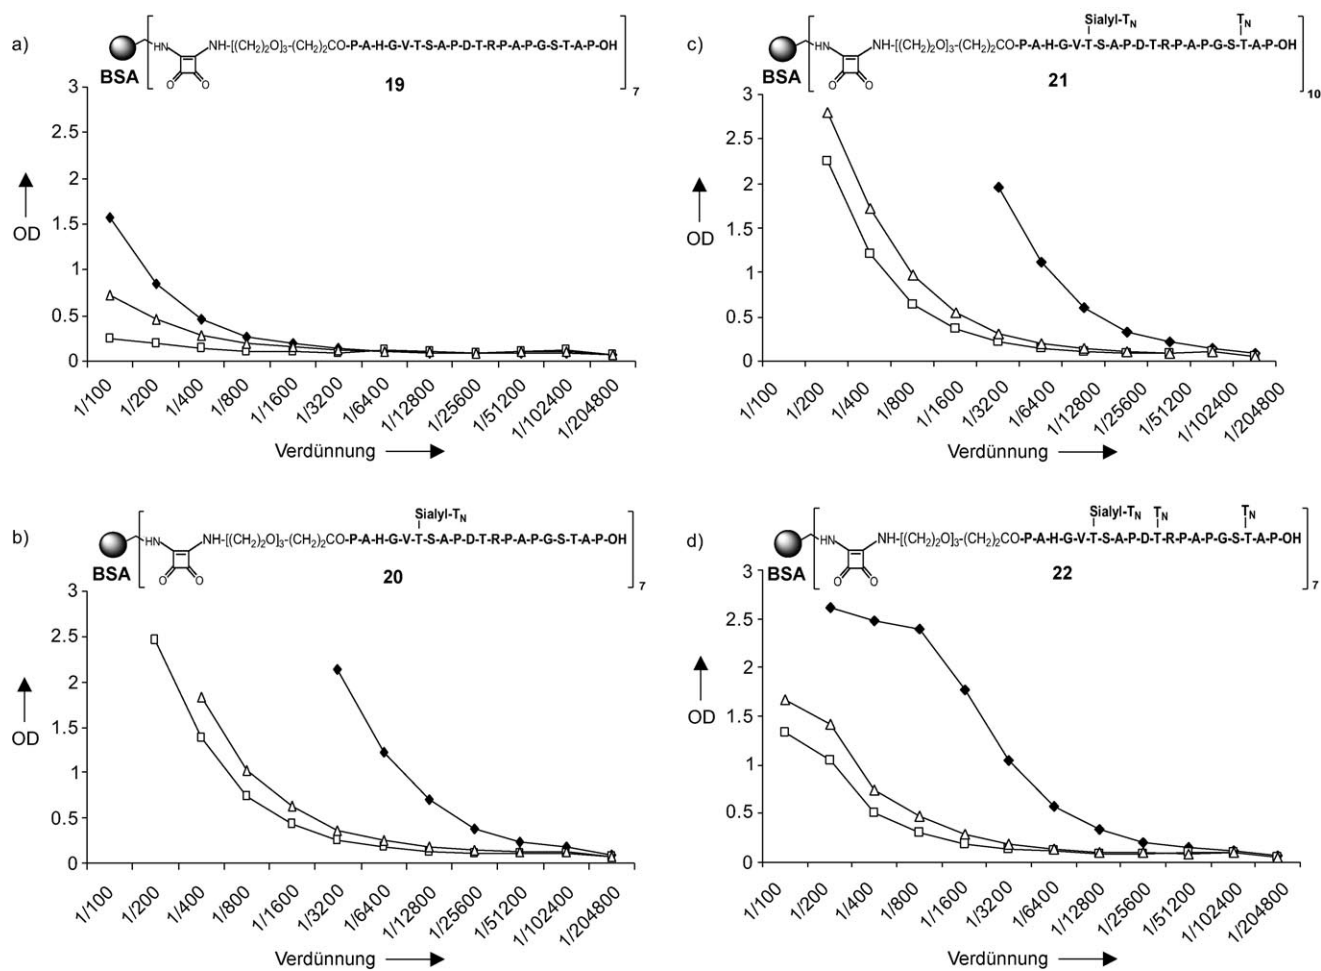 a)
BSA
HN
NH-[(CH2)2O]3-(CH2)2CO-P-A-H-G-V-T-S-A-P-D-T-R-P-A-P-G-S-T-A-P-OH
O O
19
7
3
2.5
2
1.5
1
0.5
0
OD
1/100 1/200 1/400 1/800 1/1600 1/3200 1/6400 1/12800 1/25600 1/51200 1/102400 1/204800
Verdünnung
c)
Sialyl-TN TN
BSA
HN
NH-[(CH2)2O]3-(CH2)2CO-P-A-H-G-V-T-S-A-P-D-T-R-P-A-P-G-S-T-A-P-OH
O O
21
10
3
2.5
2
1.5
1
0.5
0
OD
1/100 1/200 1/400 1/800 1/1600 1/3200 1/6400 1/12800 1/25600 1/51200 1/102400 1/204800
Verdünnung
b)
Sialyl-TN
BSA
HN
NH-[(CH2)2O]3-(CH2)2CO-P-A-H-G-V-T-S-A-P-D-T-R-P-A-P-G-S-T-A-P-OH
O O
20
7
3
2.5
2
1.5
1
0.5
0
OD
1/100 1/200 1/400 1/800 1/1600 1/3200 1/6400 1/12800 1/25600 1/51200 1/102400 1/204800
Verdünnung
d)
Sialyl-TN TN TN
BSA
HN
NH-[(CH2)2O]3-(CH2)2CO-P-A-H-G-V-T-S-A-P-D-T-R-P-A-P-G-S-T-A-P-OH
O O
22
7
3
2.5
2
1.5
1
0.5
0
OD
1/100 1/200 1/400 1/800 1/1600 1/3200 1/6400 1/12800 1/25600 1/51200 1/102400 1/204800
Verdünnung